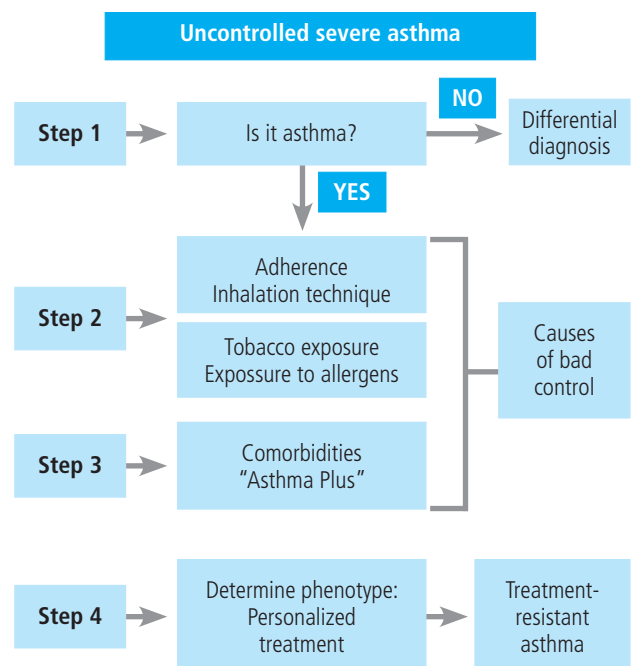 Uncontrolled severe asthma
Step 1
Is it asthma?
NO
Differential
diagnosis
YES
Step 2
Adherence
Inhalation technique
Tobacco exposure
Expossure to allergens
Causes
of bad
control
Step 3
Comorbidities
“Asthma Plus”
Step 4
Determine phenotype:
Personalized
treatment
Treatment-
resistant
asthma